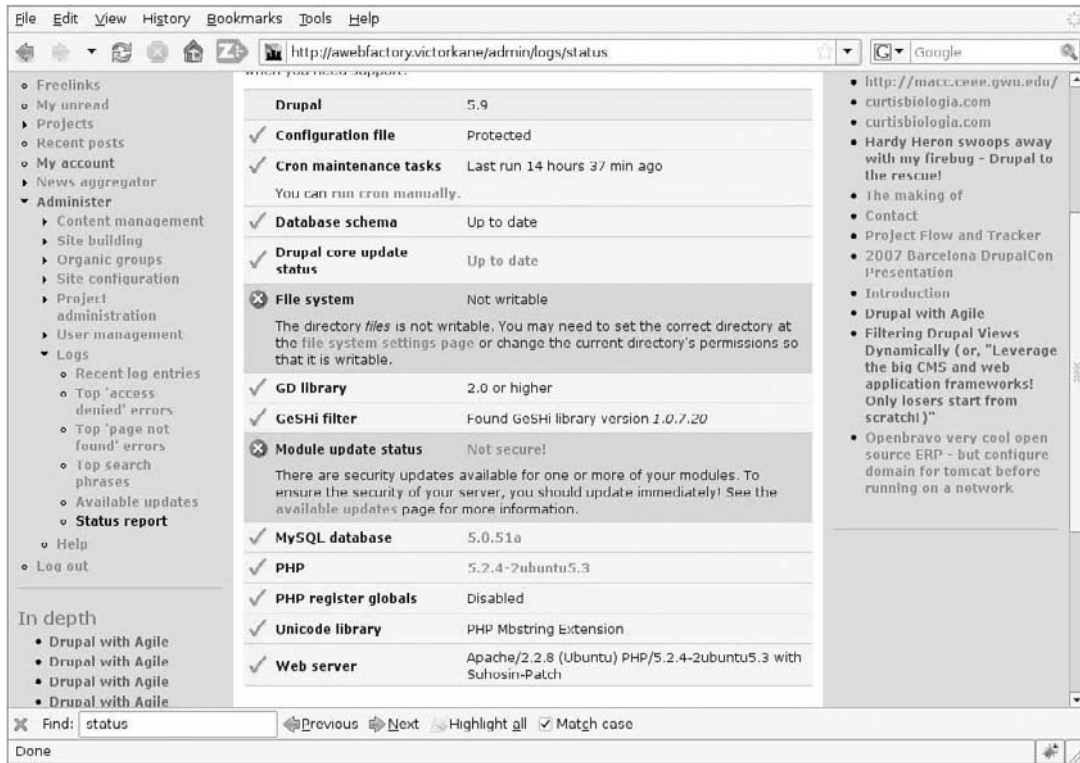 File Edit View History Bookmarks Tools Help
http://awebfactory.victorkane/admin/logs/status
G Google
Freelinks
My unread
Projects
Recent posts
My account
News aggregator
Administer
Content management
Site building
Organic groups
Site configuration
Project
administration
User management
Logs
Recent log entries
Top 'access
denied' errors
Top 'page not
found' errors
Top search
phrases
Available updates
Status report
Help
Log out
In depth
Drupal with Agile
Drupal with Agile
Drupal with Agile
Drupal with Agile
when you need support.
Drupal 5.9
Configuration file Protected
Cron maintenance tasks Last run 14 hours 37 min ago
You can run cron manually.
Database schema Up to date
Drupal core update
status Up to date
File system Not writable
The directory files is not writable. You may need to set the correct directory at
the file system settings page or change the current directory's permissions so
that it is writable.
GD library 2.0 or higher
GeSHi filter Found GeSHi library version 1.0.7.20
Module update status Not secure!
There are security updates available for one or more of your modules. To
ensure the security of your server, you should update immediately! See the
available updates page for more information.
MySQL database 5.0.51a
PHP 5.2.4-2ubuntu5.3
PHP register globals Disabled
Unicode library PHP Mbstring Extension
Web server Apache/2.2.8 (Ubuntu) PHP/5.2.4-2ubuntu5.3 with
Suhosin-Patch
http://macc.ceee.gwu.edu/
curtisbiologia.com
curtisbiologia.com
Hardy Heron swoops away
with my firebug - Drupal to
the rescue!
The making of
Contact
Project Flow and Tracker
2007 Barcelona DrupalCon
Presentation
Introduction
Drupal with Agile
Filtering Drupal Views
Dynamically (or, "Leverage
the big CMS and web
application frameworks!
Only losers start from
scratch!)"
Openbravo very cool open
source ERP - but configure
domain for tomcat before
running on a network
Find: status Previous Next Highlight all Match case
Done